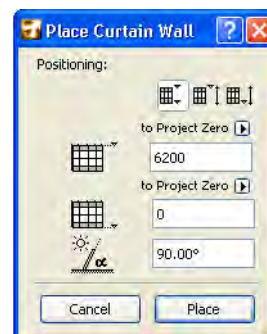 Place Curtain Wall
Positioning:
to Project Zero
6200
to Project Zero
0
α
90.00°
Cancel
Place